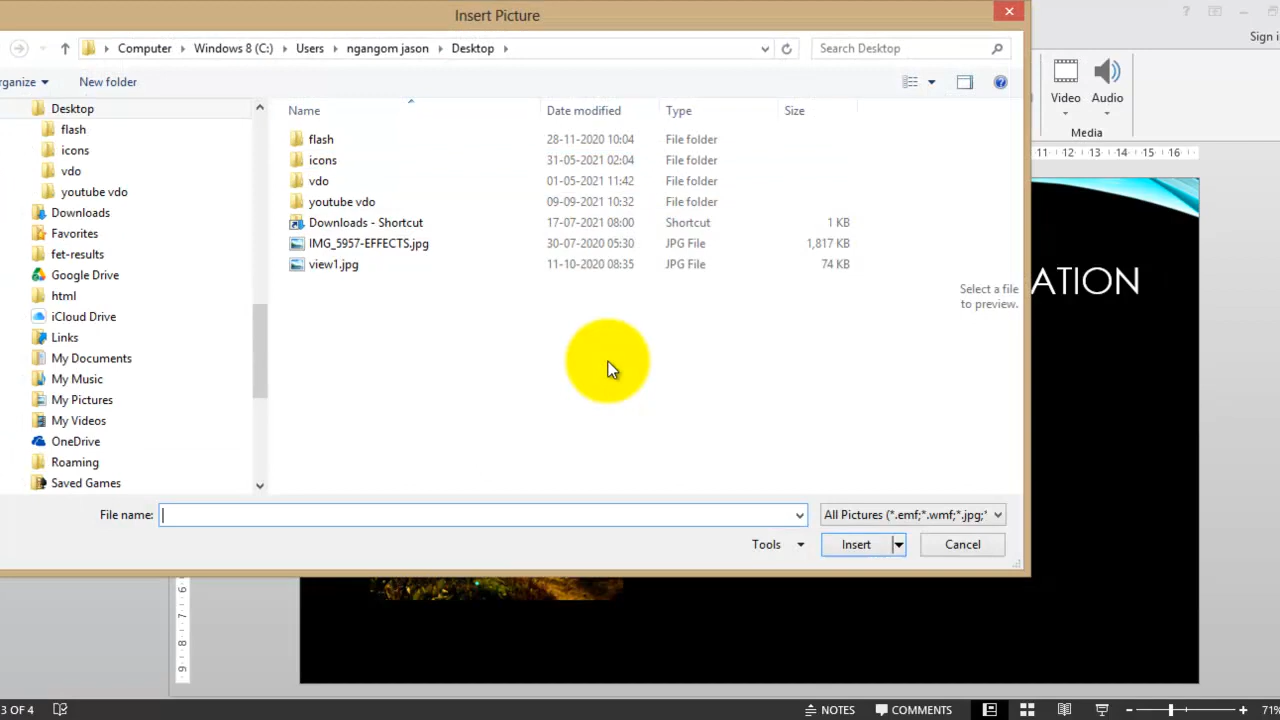 Insert Picture
Sign i
Computer Windows 8 (C:) Users ngangom jason Desktop
Search Desktop
rganize New folder
Video Audio
Media
11 12 13 14 15 16
Name Date modified Type Size
Desktop
flash
icons
vdo
youtube vdo
Downloads
Favorites
fet-results
Google Drive
html
iCloud Drive
Links
My Documents
My Music
My Pictures
My Videos
OneDrive
Roaming
Saved Games
flash 28-11-2020 10:04 File folder
icons 31-05-2021 02:04 File folder
vdo 01-05-2021 11:42 File folder
youtube vdo 09-09-2021 10:32 File folder
Downloads - Shortcut 17-07-2021 08:00 Shortcut 1 KB
IMG_5957-EFFECTS.jpg 30-07-2020 05:30 JPG File 1,817 KB
view1.jpg 11-10-2020 08:35 JPG File 74 KB
Select a file
to preview.
ATION
File name: All Pictures (*.emf;*.wmf;*.jpg;*
Tools Insert Cancel
6
7
8
9
3 OF 4 NOTES COMMENTS 71%